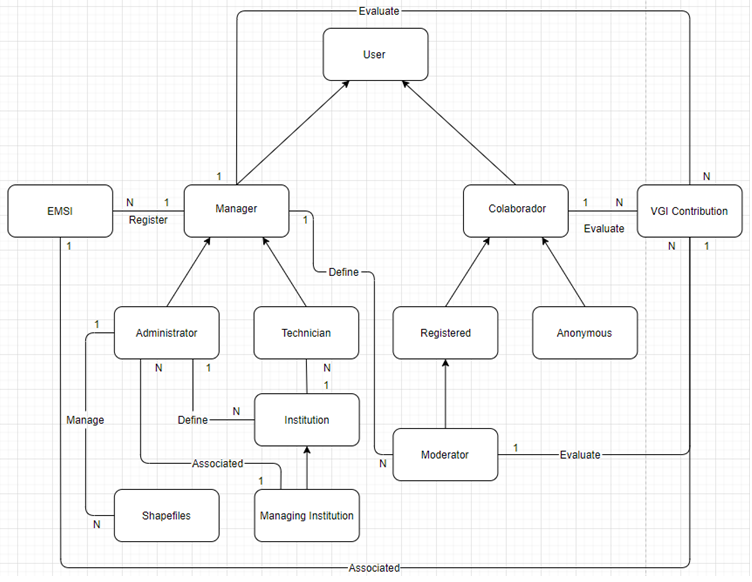 Evaluate
User
1
N
EMSI
N
1
Register
Manager
1
Colaborador
1
N
Evaluate
VGI Contribution
1
N
1
Define
Administrator
Technician
Registered
Anonymous
1
N
1
N
1
Manage
Define
N
Institution
Associated
1
N
Moderator
1
Evaluate
N
Shapefiles
Managing Institution
Associated